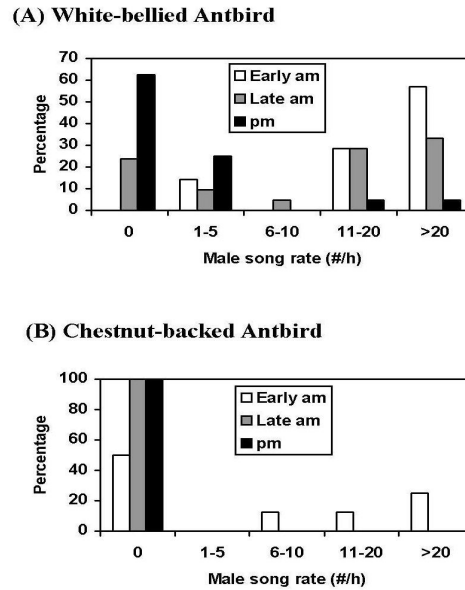 (A) White-bellied Antbird
70
60
50
40
30
20
10
0
Percentage
Early am
Late am
pm
0 1-5 6-10 11-20 >20
Male song rate (#/h)
(B) Chestnut-backed Antbird
100
80
60
40
20
0
Percentage
Early am
Late am
pm
0 1-5 6-10 11-20 >20
Male song rate (#/h)